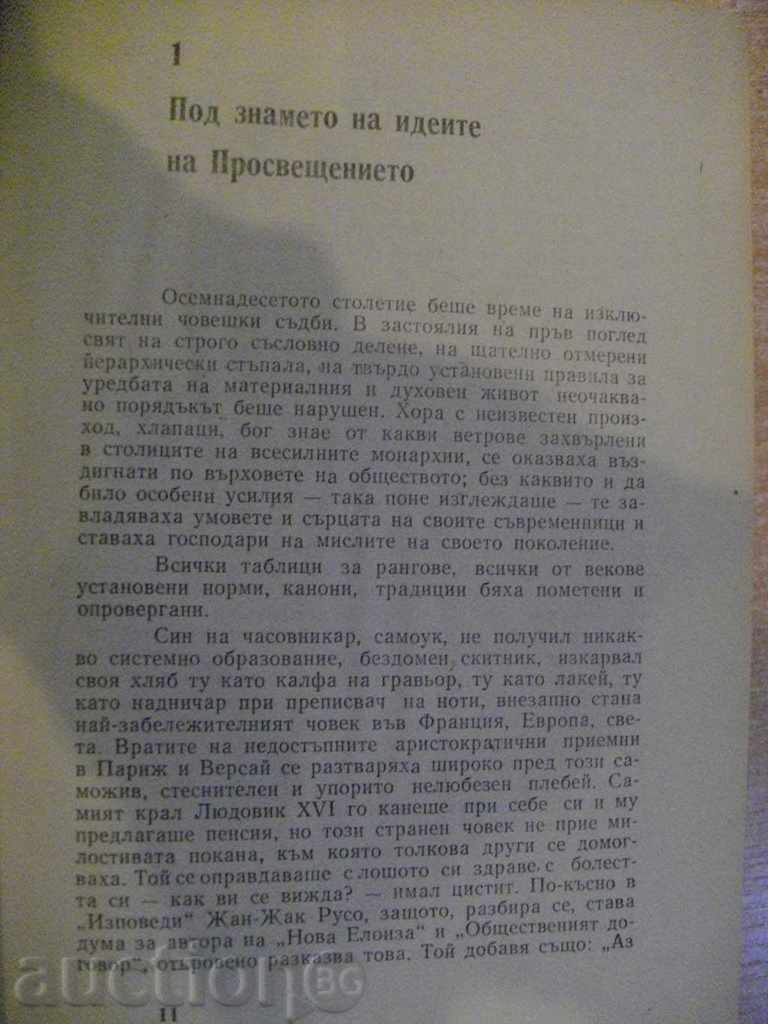 1
Под знамето на идеите
на Просвещението
Осемнадесетото столетие беше време на изклю-
чителни човешки съдби. В застоялия на пръв поглед
свят на строго съсловно делене, на щателно отмерени
йерархически стъпала, на твърдо установени правила за
уредбата на материалния и духовен живот неочаква-
но порядъкът беше нарушен. Хора с неизвестен произ-
ход, хлапаци, бог знае от какви ветрове захвърлени
в столиците на всесилните монархии, се оказваха въз-
дигнати по върховете на обществото; без каквито и да
било особени усилия — така поне изглеждаше — те за-
владяваха умовете и сърцата на своите съвременници и
ставаха господари на мислите на своето поколение.
Всички таблици за рангове, всички от векове
установени норми, канони, традиции бяха пометени и
опровергани.
Син на часовникар, самоук, не получил никак-
во системно образование, бездомен скитник, изкарвал
своя хляб ту като калфа на гравьор, ту като лакей, ту
като надничар при преписвач на ноти, внезапно стана
най-забележителният човек във Франция, Европа, све-
та. Вратите на недостъпните аристократични приемни
в Париж и Версай се разтваряха широко пред този са-
можив, стеснителен и упорито нелюбезен плебей. Са-
мият крал Людовик XVI го канеше при себе си и му
предлагаше пенсия, но този странен човек не прие ми-
лостивата покана, към която толкова други се домог-
ваха. Той се оправдаваше с лошото си здраве, с болест-
та си — как ви се вижда? — имал цистит. По-късно в
„Изповеди“ Жан-Жак Русо, защото, разбира се, става
дума за автора на „Нова Елоиза“ и „Общественият до-
говор“, откровено разказва това. Той добавя също: „Аз
11
auctionBG